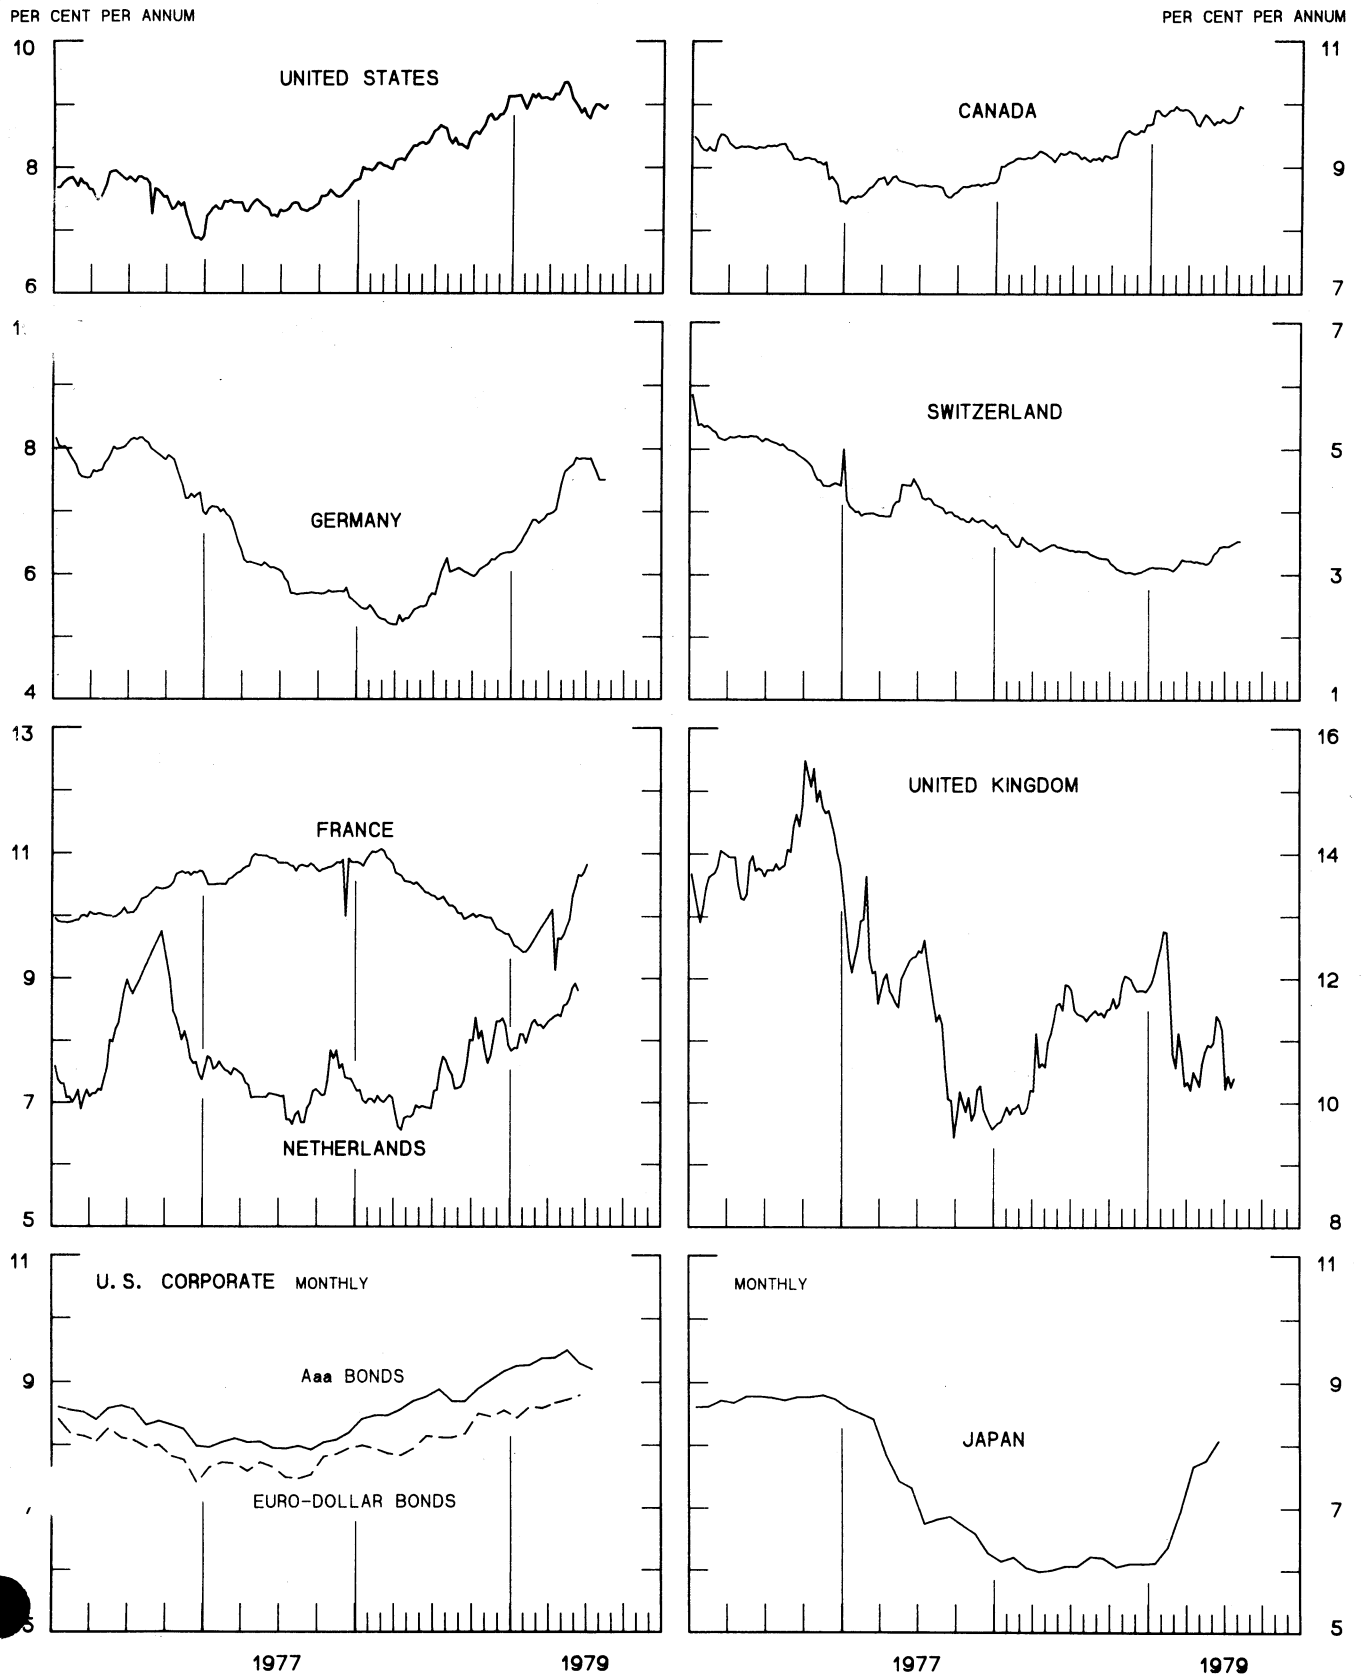 PER CENT PER ANNUM
PER CENT PER ANNUM
10
UNITED STATES
8
6
11
CANADA
9
7
8
GERMANY
6
4
7
SWITZERLAND
5
3
1
13
FRANCE
11
9
7
NETHERLANDS
5
16
UNITED KINGDOM
14
12
10
8
11
U.S. CORPORATE MONTHLY
Aaa BONDS
9
EURO-DOLLAR BONDS
1977
1979
11
MONTHLY
9
JAPAN
7
5
1977
1979